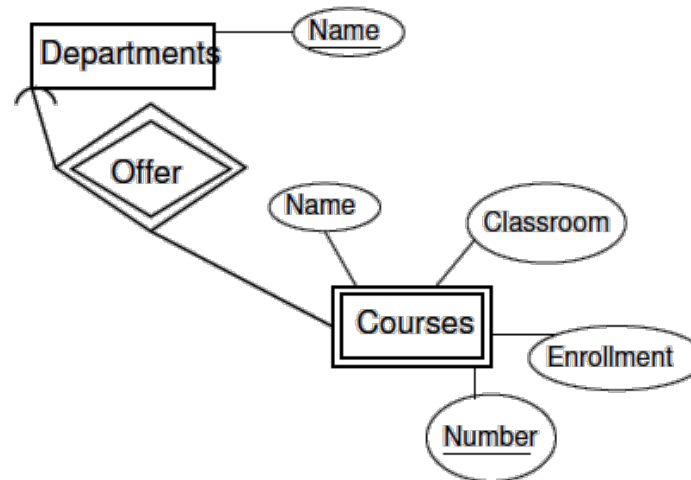 Departments
Name
Offer
Name
Classroom
Courses
Enrollment
Number